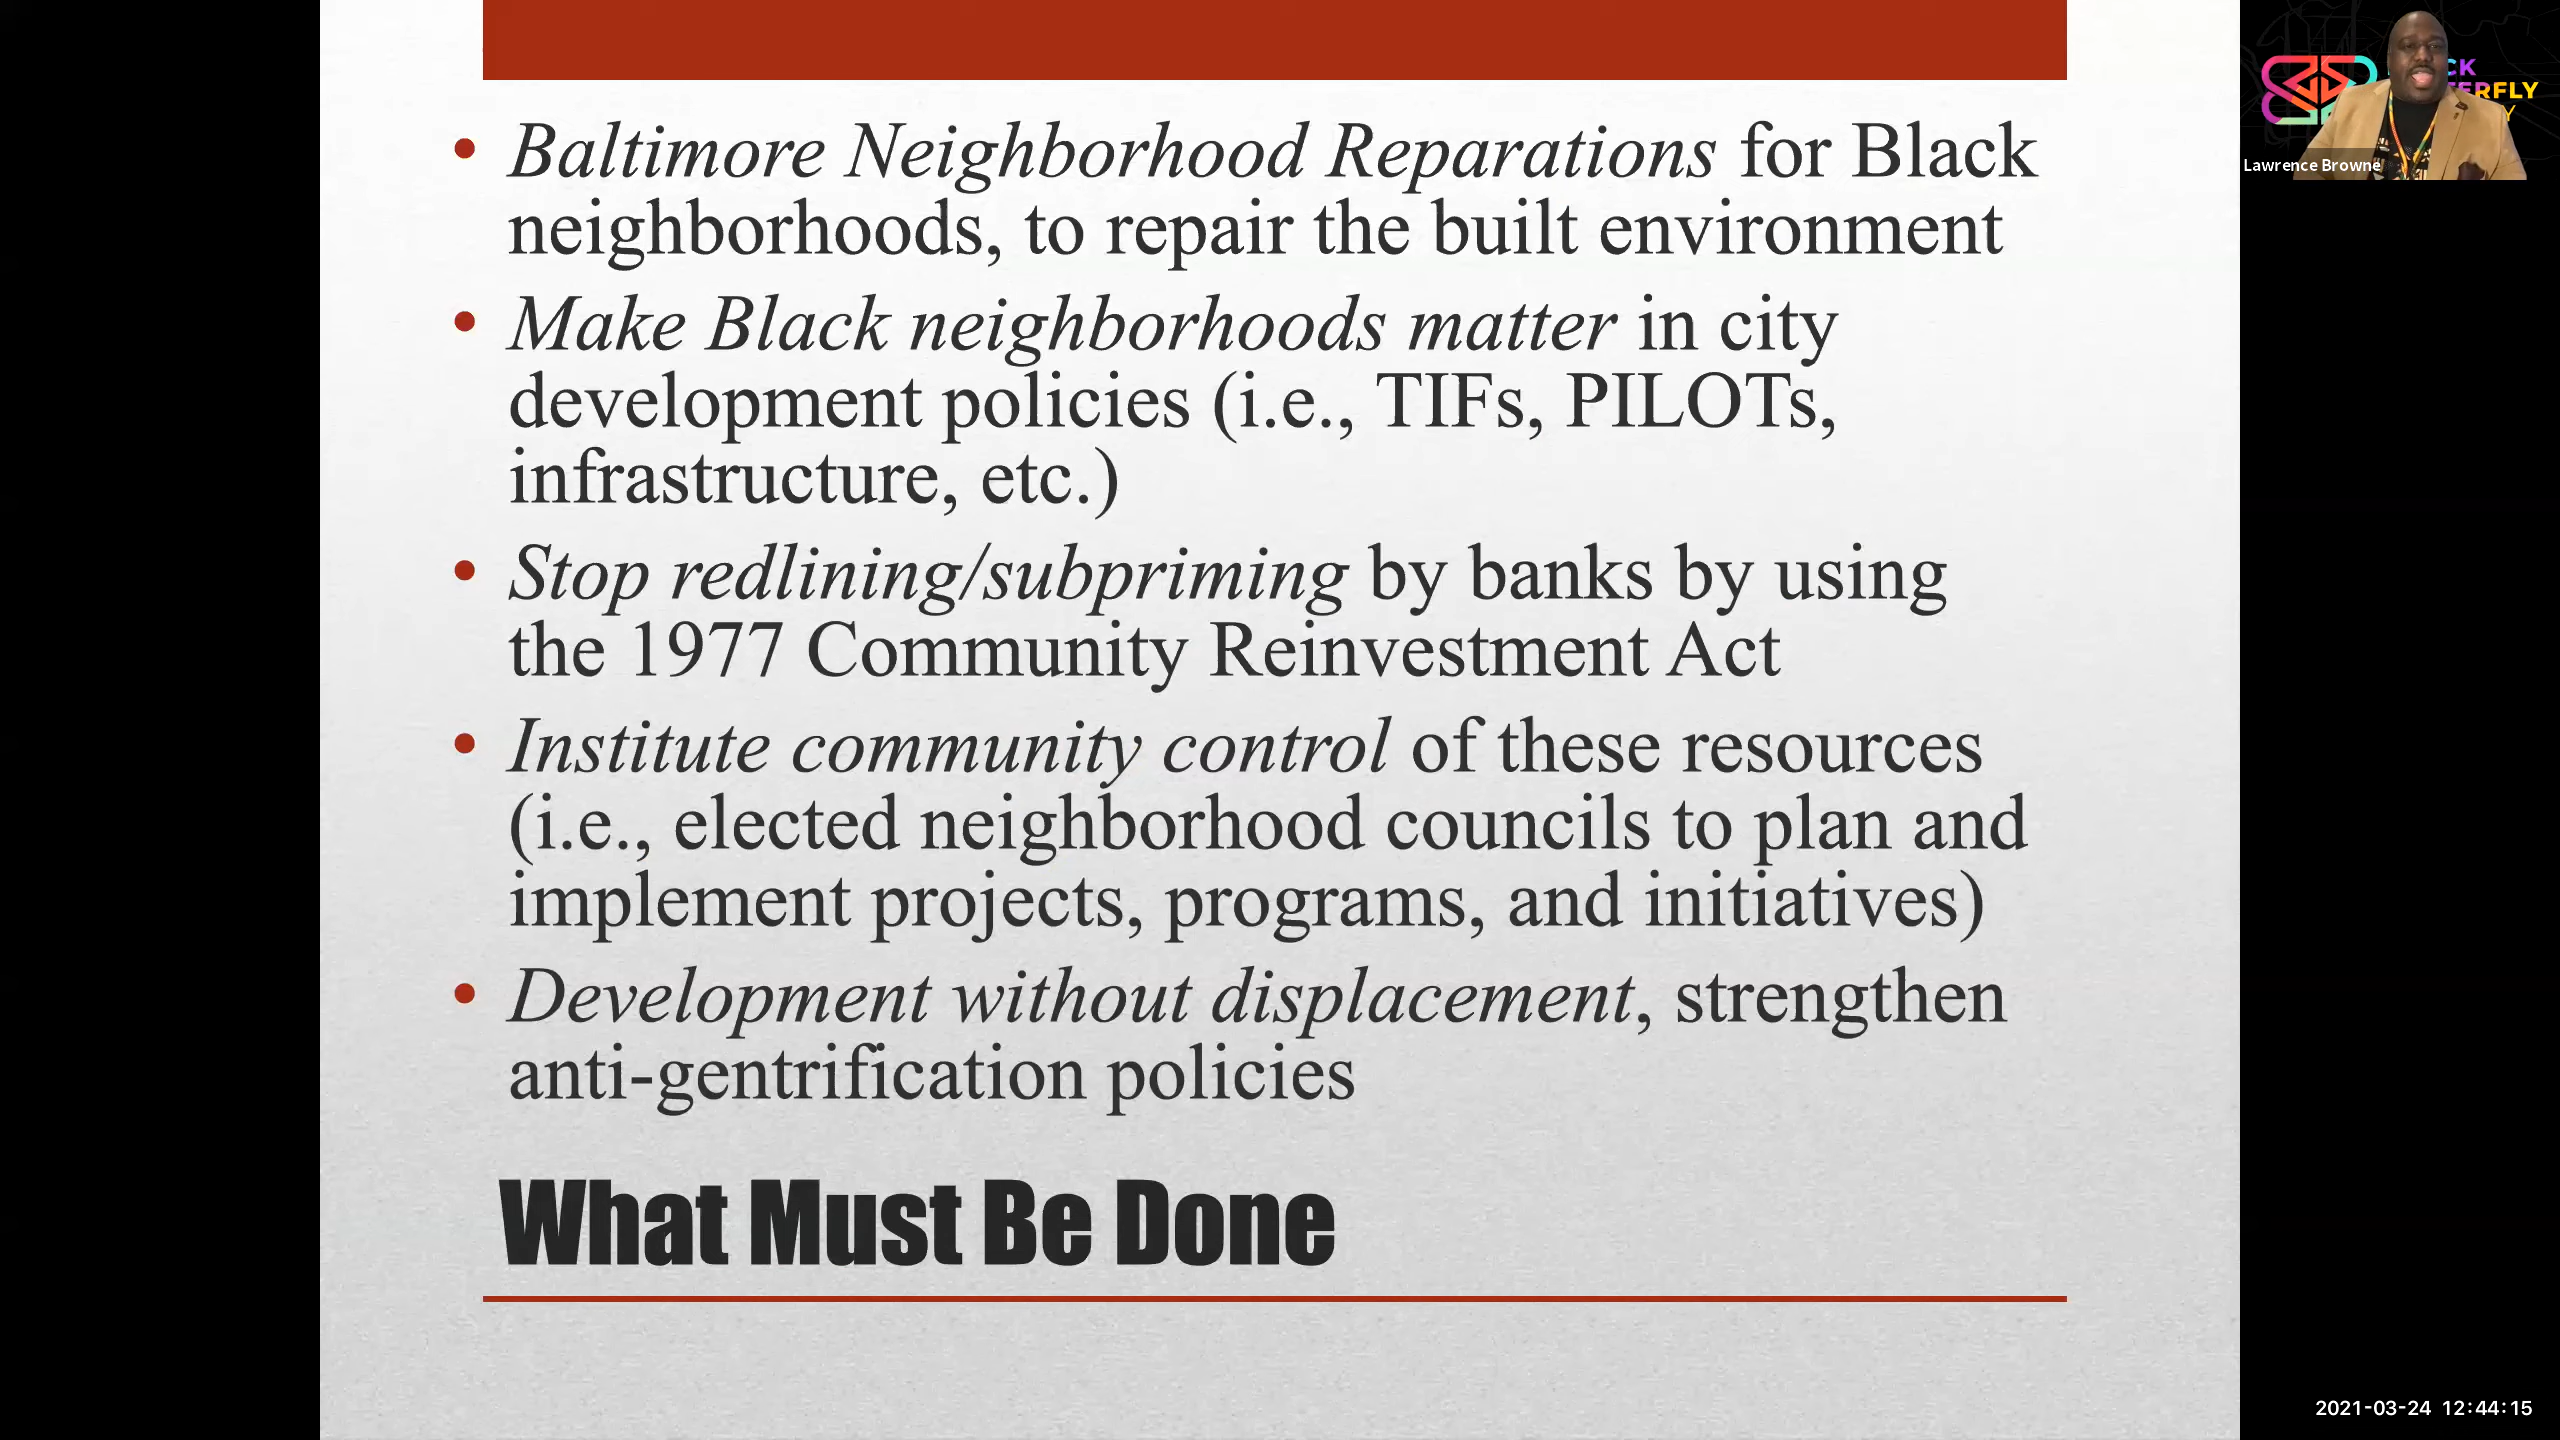 • Baltimore Neighborhood Reparations for Black
neighborhoods, to repair the built environment
• Make Black neighborhoods matter in city
development policies (i.e., TIFs, PILOTs,
infrastructure, etc.)
• Stop redlining/subpriming by banks by using
the 1977 Community Reinvestment Act
• Institute community control of these resources
(i.e., elected neighborhood councils to plan and
implement projects, programs, and initiatives)
• Development without displacement, strengthen
anti-gentrification policies
What Must Be Done
CK
ERFLY
Y
Lawrence Browne
2021-03-24 12:44:15